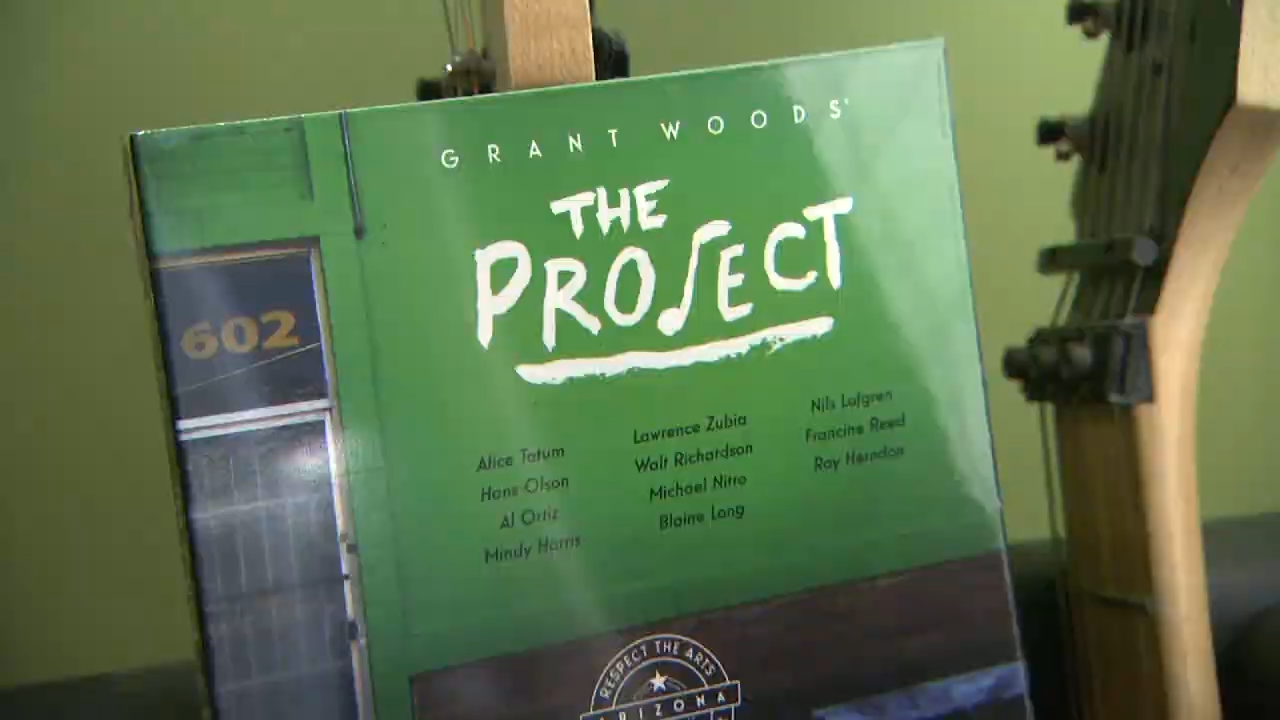 GRANT WOODS'
THE
PROJECT
602
Alice Tatum
Hans Olson
Al Ortiz
Mindy Harris
Lawrence Zubia
Walt Richardson
Michael Nitro
Blaine Long
Nils Lofgren
Francine Reed
Ray Herndon
RESPECT THE ARTS
ARIZONA